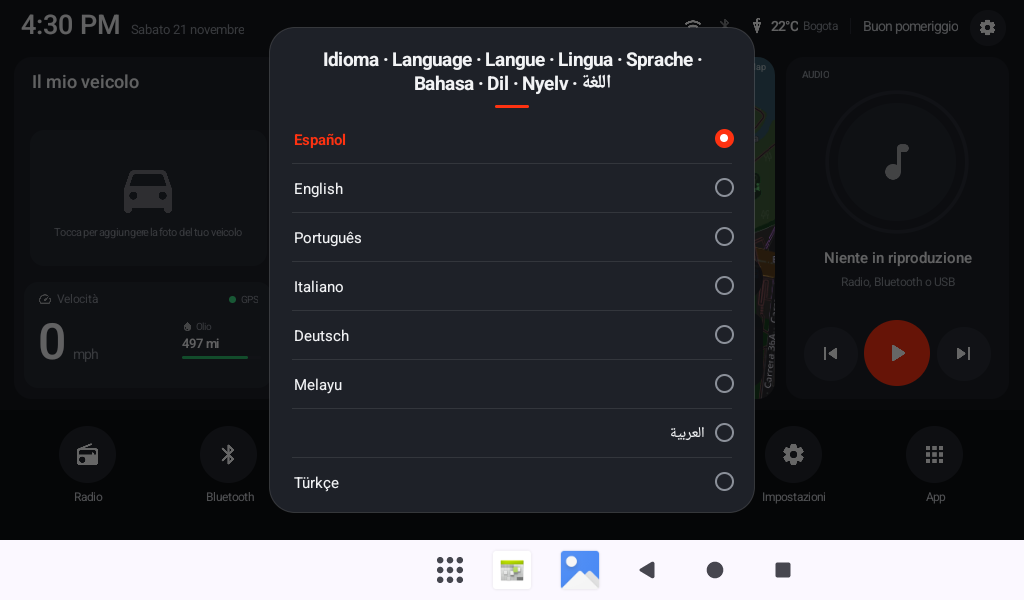 4:30 PM Sabato 21 novembre
22°C Bogota
Buon pomeriggio
Il mio veicolo
Tocca per aggiungere la foto del tuo veicolo
Velocità
GPS
0 mph
Olio
497 mi
Idioma · Language · Langue · Lingua · Sprache ·
Bahasa · Dil · Nyelv · اللغة
Español
English
Português
Italiano
Deutsch
Melayu
العربية
Türkçe
Carrera 36A
AUDIO
Niente in riproduzione
Radio, Bluetooth o USB
Radio
Bluetooth
Impostazioni
App